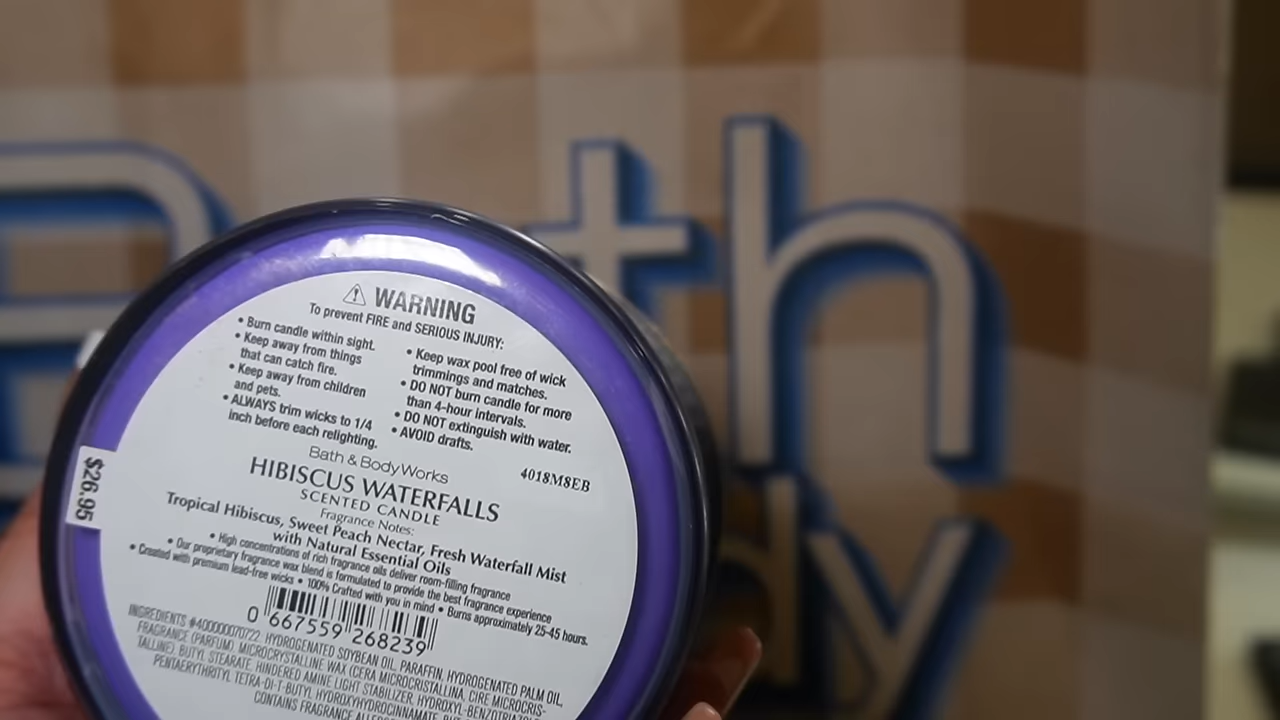 th
dy
WARNING
To prevent FIRE and SERIOUS INJURY:
• Burn candle within sight.
• Keep away from things
that can catch fire.
• Keep away from children
and pets.
• ALWAYS trim wicks to 1/4
inch before each relighting.
• Keep wax pool free of wick
trimmings and matches.
• DO NOT burn candle for more
than 4-hour intervals.
• DO NOT extinguish with water.
• AVOID drafts.
Bath & Body Works
4018M8EB
HIBISCUS WATERFALLS
SCENTED CANDLE
Fragrance Notes:
Tropical Hibiscus, Sweet Peach Nectar, Fresh Waterfall Mist
with Natural Essential Oils
• High concentrations of rich fragrance oils deliver room-filling fragrance
• Our proprietary fragrance wax blend is formulated to provide the best fragrance experience
• Created with premium lead-free wicks • 100% Crafted with you in mind • Burns approximately 25-45 hours.
0 667559 268239
INGREDIENTS #400000070722: HYDROGENATED SOYBEAN OIL, PARAFFIN, HYDROGENATED PALM OIL,
FRAGRANCE (PARFUM), MICROCRYSTALLINE WAX (CERA MICROCRISTALLINA, CIRE MICROCRIS-
TALLINE), BUTYL STEARATE, HINDERED AMINE LIGHT STABILIZER, HYDROXYL-BENZOTRIAZOL
PENTAERYTHRITYL TETRA-DI-T-BUTYL HYDROXYHYDROCINNAMATE,
CONTAINS FRAGRANCE
$26.95